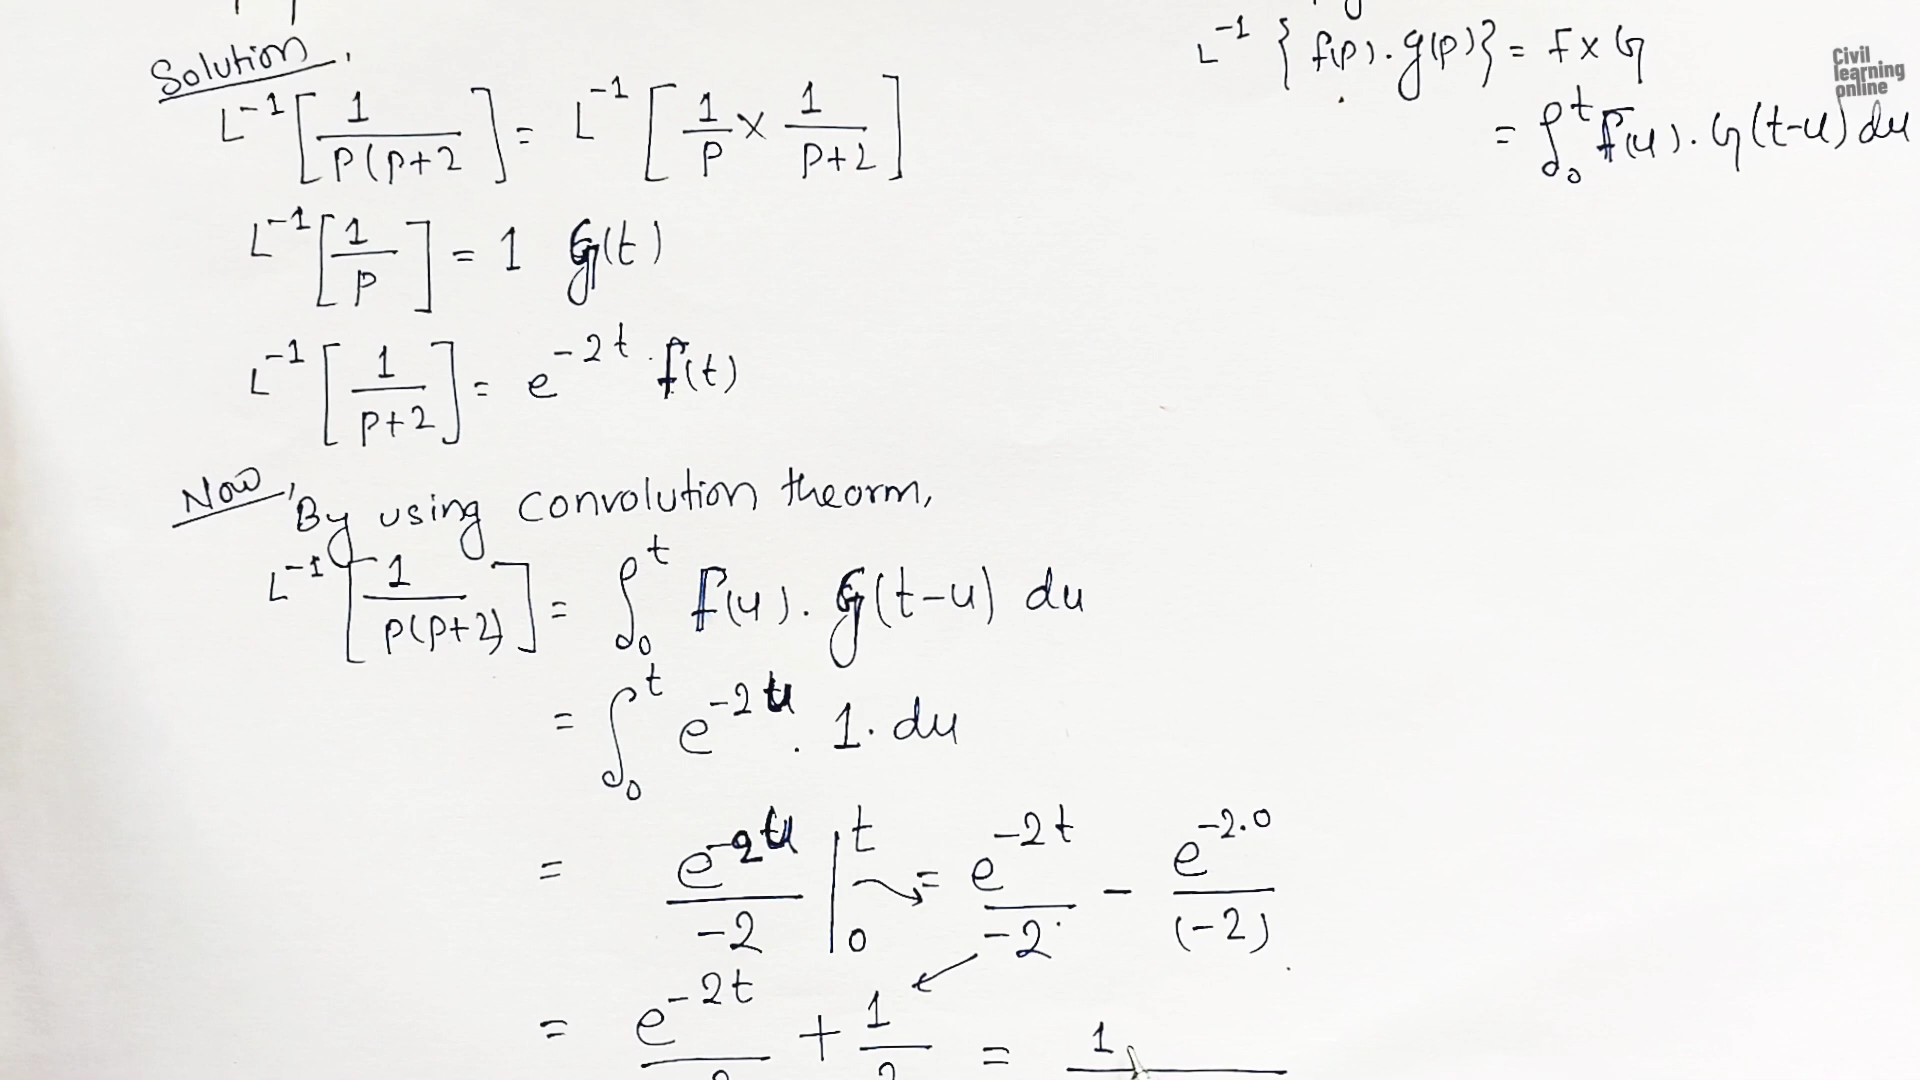 Solution,
L⁻¹ { f(p) . g(p) } = F × G
Civil
learning
online
L⁻¹ [ 1 / p(p+2 ] = L⁻¹ [ 1/p × 1/p+2 ]
= ∫₀ᵗ F(u) . G(t-u) du
L⁻¹ [ 1/p ] = 1 G(t)
L⁻¹ [ 1/p+2 ] = e⁻²ᵗ . F(t)
Now, By using convolution theorm,
L⁻¹ [ 1 / p(p+2) ] = ∫₀ᵗ F(u) . G(t-u) du
= ∫₀ᵗ e⁻²ᵘ . 1 . du
= e⁻²ᵘ / -2 |₀ᵗ = e⁻²ᵗ / -2 - e⁻²·⁰ / (-2)
= e⁻²ᵗ + 1 = 1